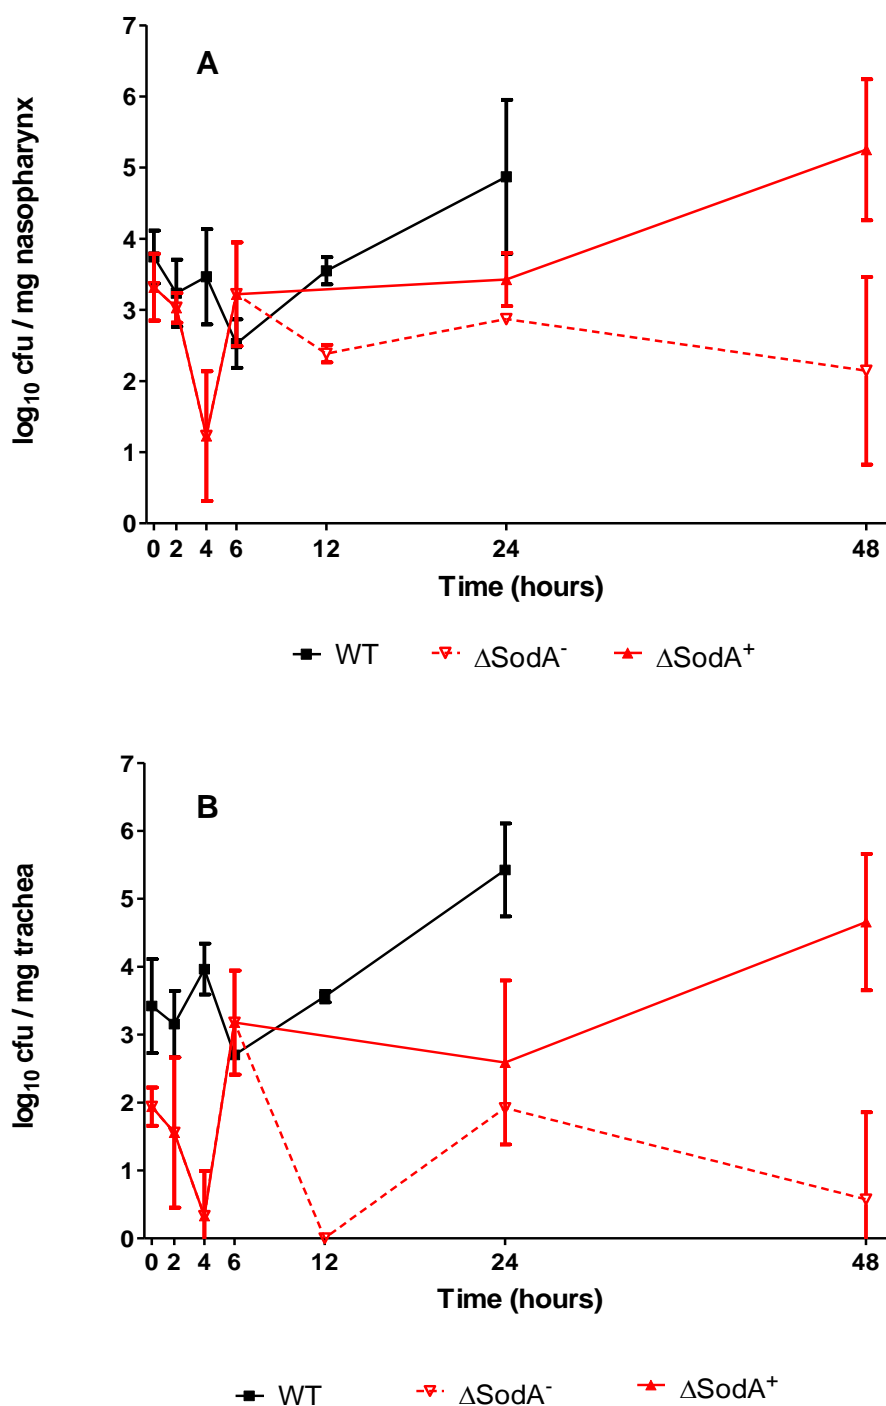 7
A
6
5
4
3
2
1
0
log10 cfu / mg nasopharynx
0 2 4 6 12 24 48
Time (hours)
WT ΔSodA- ΔSodA+
7
B
6
5
4
3
2
1
0
log10 cfu / mg trachea
0 2 4 6 12 24 48
Time (hours)
WT ΔSodA- ΔSodA+